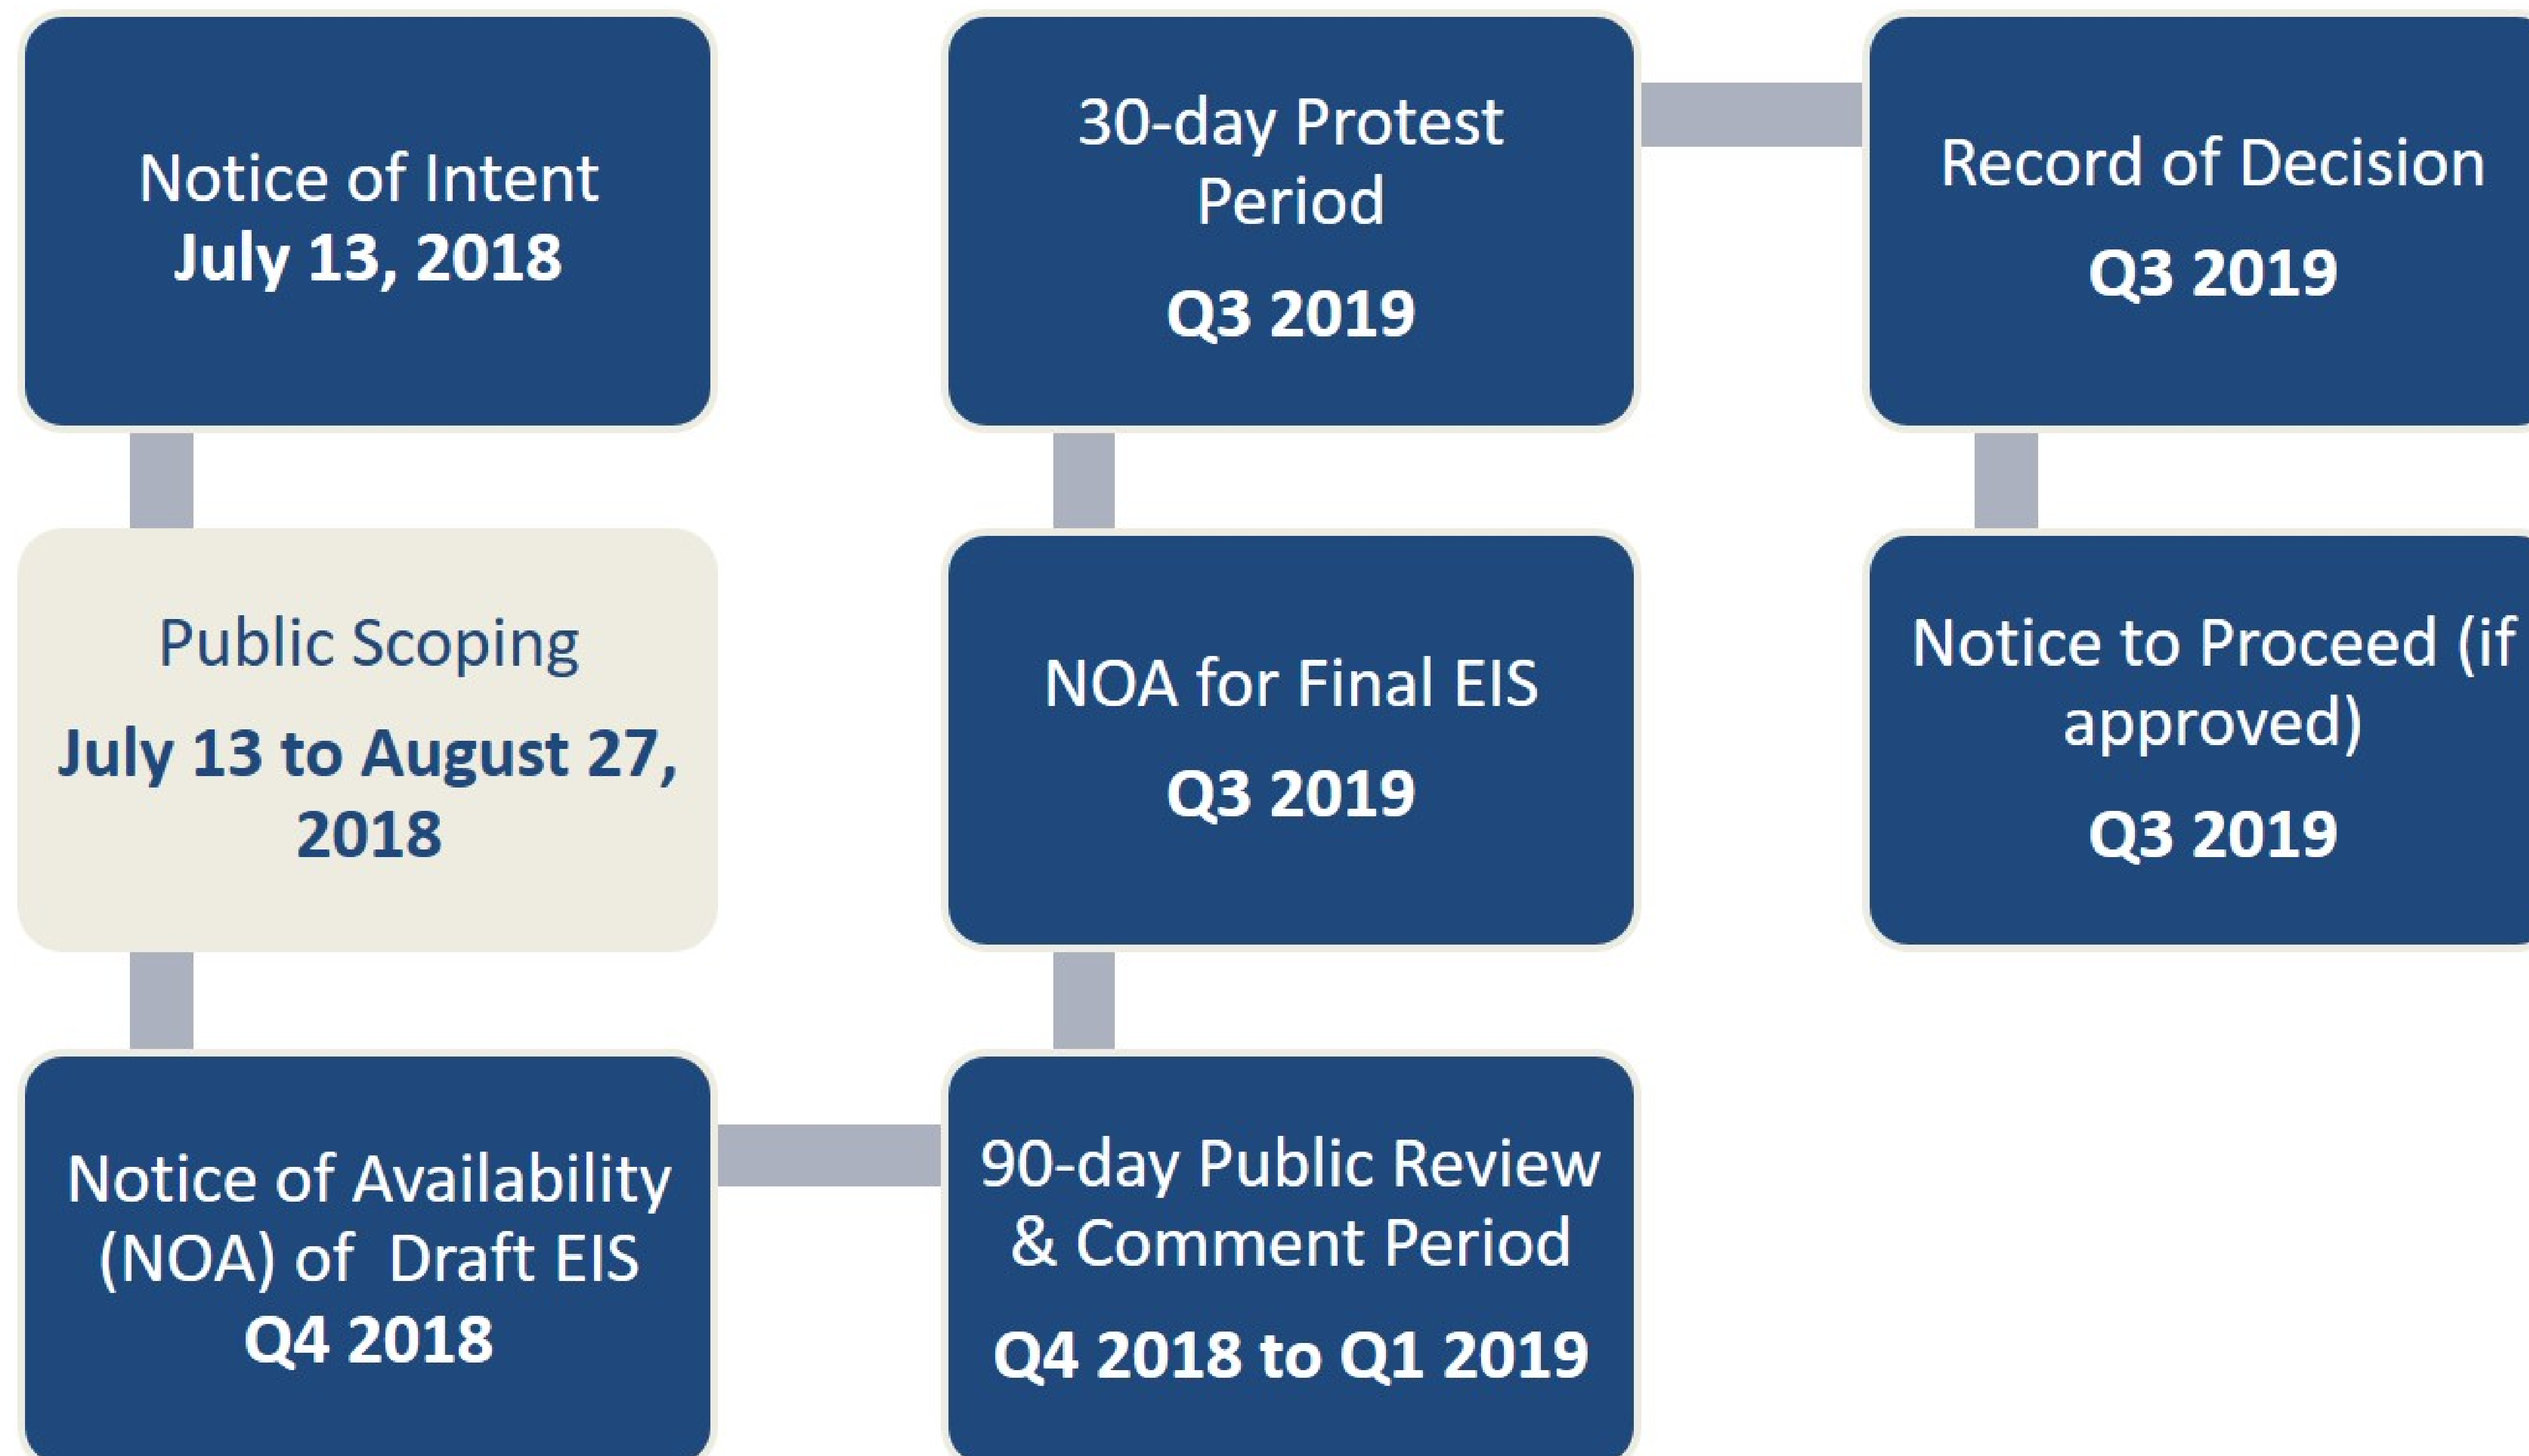 Notice of Intent
July 13, 2018
Public Scoping
July 13 to August 27,
2018
Notice of Availability
(NOA) of Draft EIS
Q4 2018
90-day Public Review
& Comment Period
Q4 2018 to Q1 2019
NOA for Final EIS
Q3 2019
30-day Protest
Period
Q3 2019
Record of Decision
Q3 2019
Notice to Proceed (if
approved)
Q3 2019